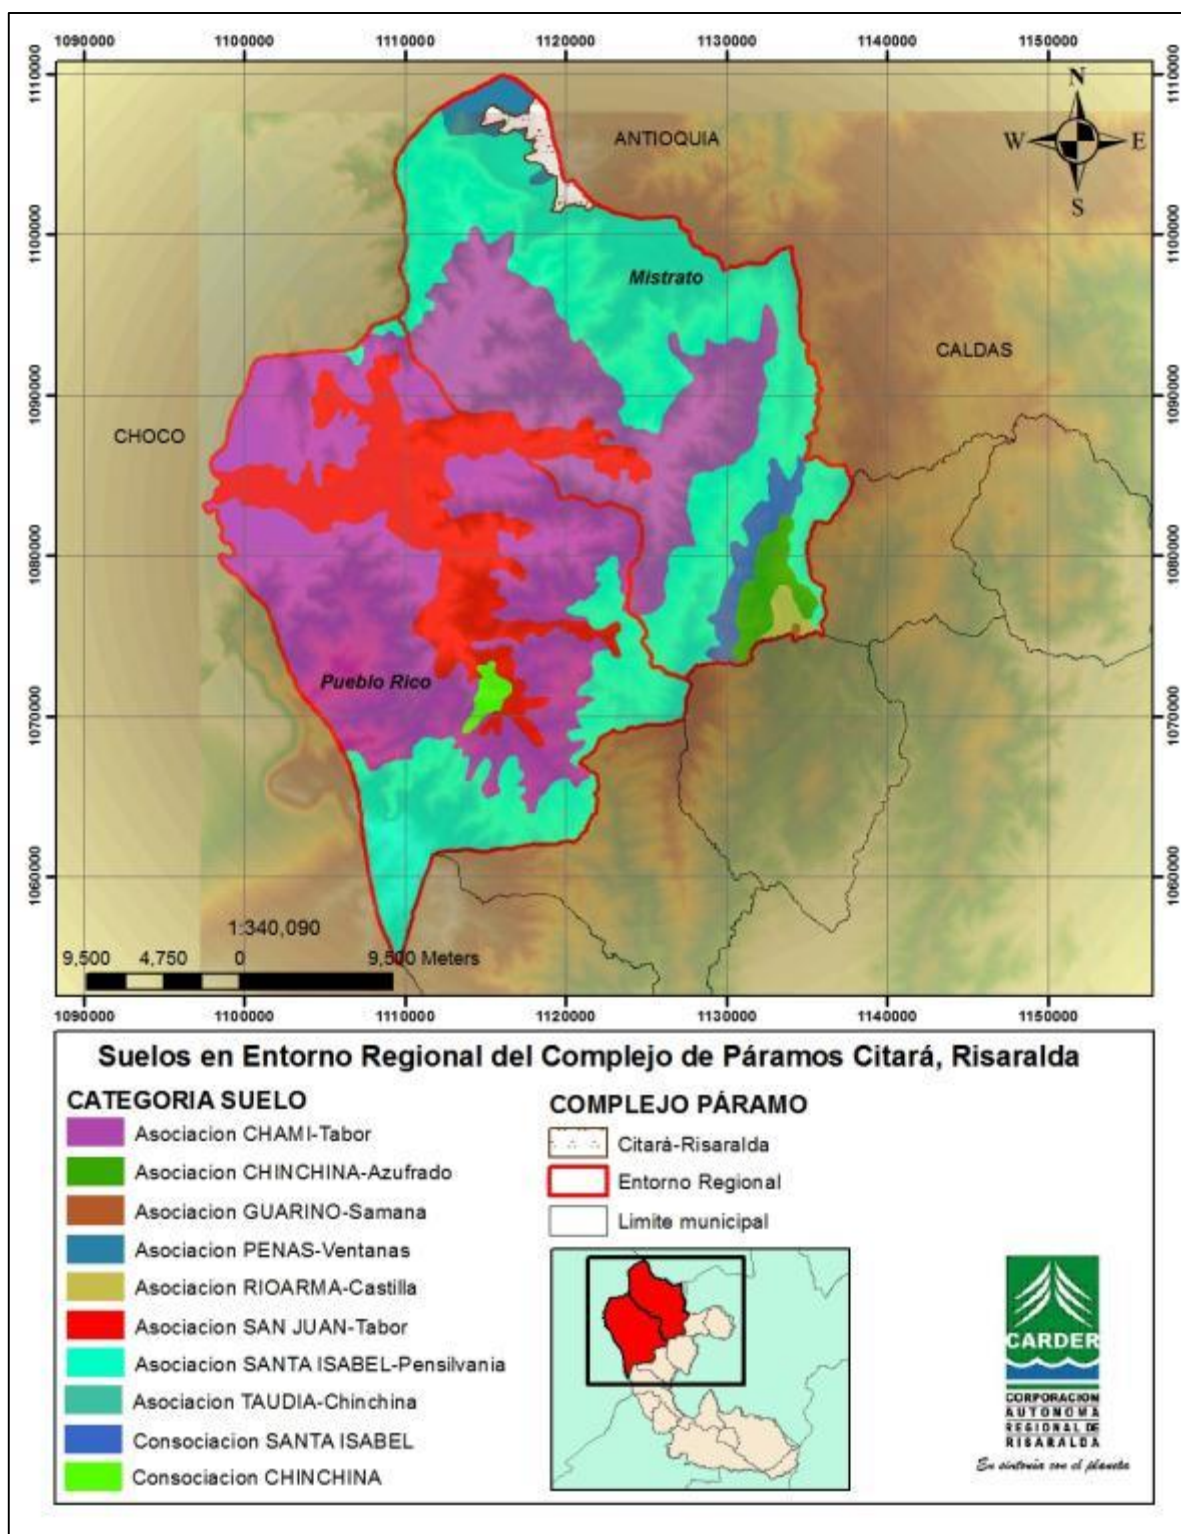 1090000 1100000 1110000 1120000 1130000 1140000 1150000
1110000 1110000
N
W E
S
ANTIOQUIA
1100000 1100000
Mistrato
CALDAS
1090000 1090000
CHOCO
1080000 1080000
Pueblo Rico
1070000 1070000
1060000 1060000
1:340,090
9,500 4,750 0 9,500 Meters
1090000 1100000 1110000 1120000 1130000 1140000 1150000
Suelos en Entorno Regional del Complejo de Páramos Citará, Risaralda
CATEGORIA SUELO
Asociacion CHAMI-Tabor
Asociacion CHINCHINA-Azufrado
Asociacion GUARINO-Samana
Asociacion PENAS-Ventanas
Asociacion RIOARMA-Castilla
Asociacion SAN JUAN-Tabor
Asociacion SANTA ISABEL-Pensilvania
Asociacion TAUDIA-Chinchina
Consociacion SANTA ISABEL
Consociacion CHINCHINA
COMPLEJO PÁRAMO
Citará-Risaralda
Entorno Regional
Limite municipal
CARDER
CORPORACION
AUTONOMA
REGIONAL DE
RISARALDA
En sintonía con el planeta